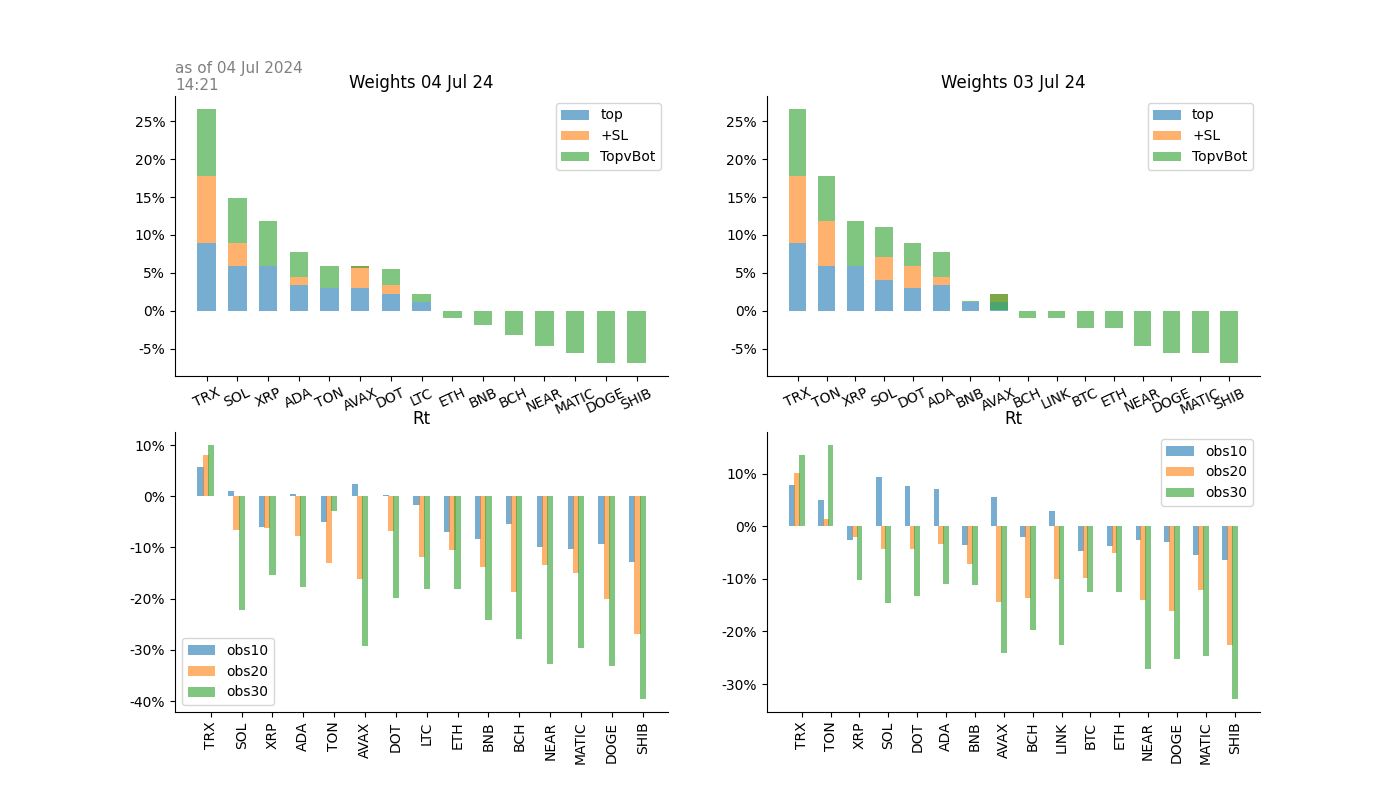 as of 04 Jul 2024
14:21
Weights 04 Jul 24
25%
20%
15%
10%
5%
0%
-5%
top
+SL
TopvBot
TRX SOL XRP ADA TON AVAX DOT LTC ETH BNB BCH NEAR MATIC DOGE SHIB
Weights 03 Jul 24
25%
20%
15%
10%
5%
0%
-5%
top
+SL
TopvBot
TRX TON XRP SOL DOT ADA BNB AVAX BCH LINK BTC ETH NEAR DOGE MATIC SHIB
Rt
10%
0%
-10%
-20%
-30%
-40%
obs10
obs20
obs30
TRX SOL XRP ADA TON AVAX DOT LTC ETH BNB BCH NEAR MATIC DOGE SHIB
Rt
10%
0%
-10%
-20%
-30%
obs10
obs20
obs30
TRX TON XRP SOL DOT ADA BNB AVAX BCH LINK BTC ETH NEAR DOGE MATIC SHIB